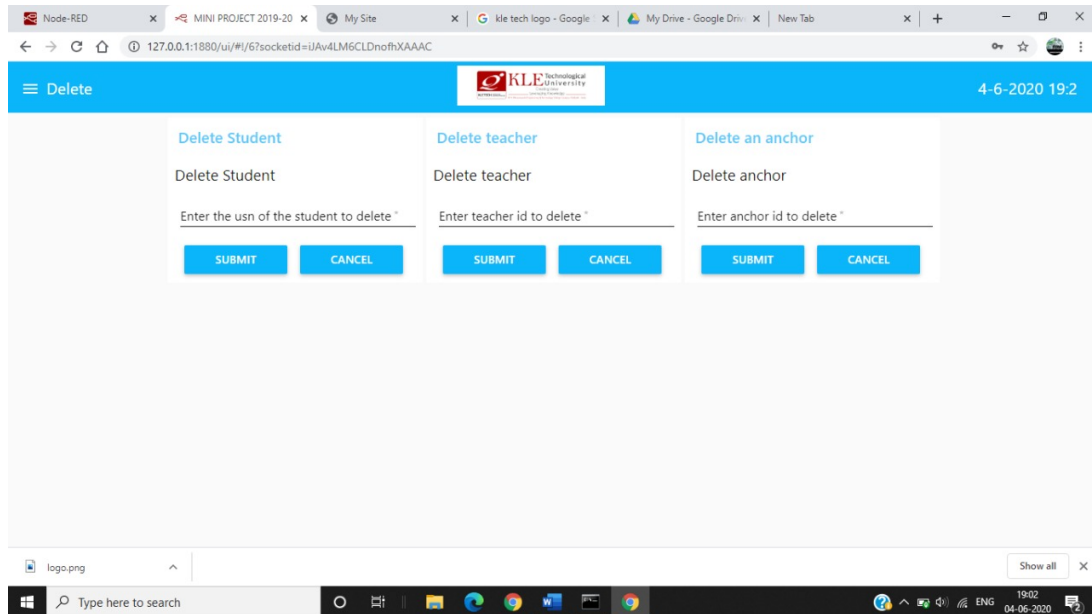 Node-RED
MINI PROJECT 2019-20
My Site
kle tech logo - Google
My Drive - Google Driv
New Tab
127.0.0.1:1880/ui/#!/6?socketid=iJAv4LM6CLDnofhXAAAC
Delete
KLE Technological University
4-6-2020 19:2
Delete Student
Delete teacher
Delete an anchor
Delete Student
Delete teacher
Delete anchor
Enter the usn of the student to delete *
Enter teacher id to delete *
Enter anchor id to delete *
SUBMIT CANCEL
SUBMIT CANCEL
SUBMIT CANCEL
logo.png
Show all
Type here to search
ENG
19:02
04-06-2020